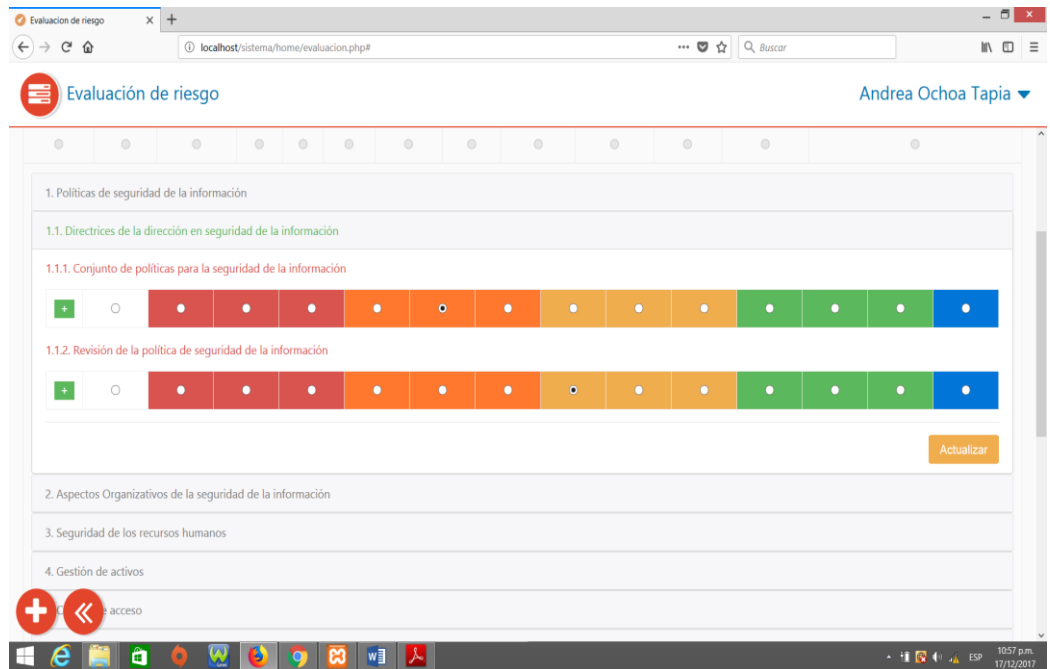 Evaluacion de riesgo
localhost/sistema/home/evaluacion.php#
Buscar
Evaluación de riesgo
Andrea Ochoa Tapia
1. Políticas de seguridad de la información
1.1. Directrices de la dirección en seguridad de la información
1.1.1. Conjunto de políticas para la seguridad de la información
1.1.2. Revisión de la política de seguridad de la información
Actualizar
2. Aspectos Organizativos de la seguridad de la información
3. Seguridad de los recursos humanos
4. Gestión de activos
acceso
ESP
10:57 p.m.
17/12/2017